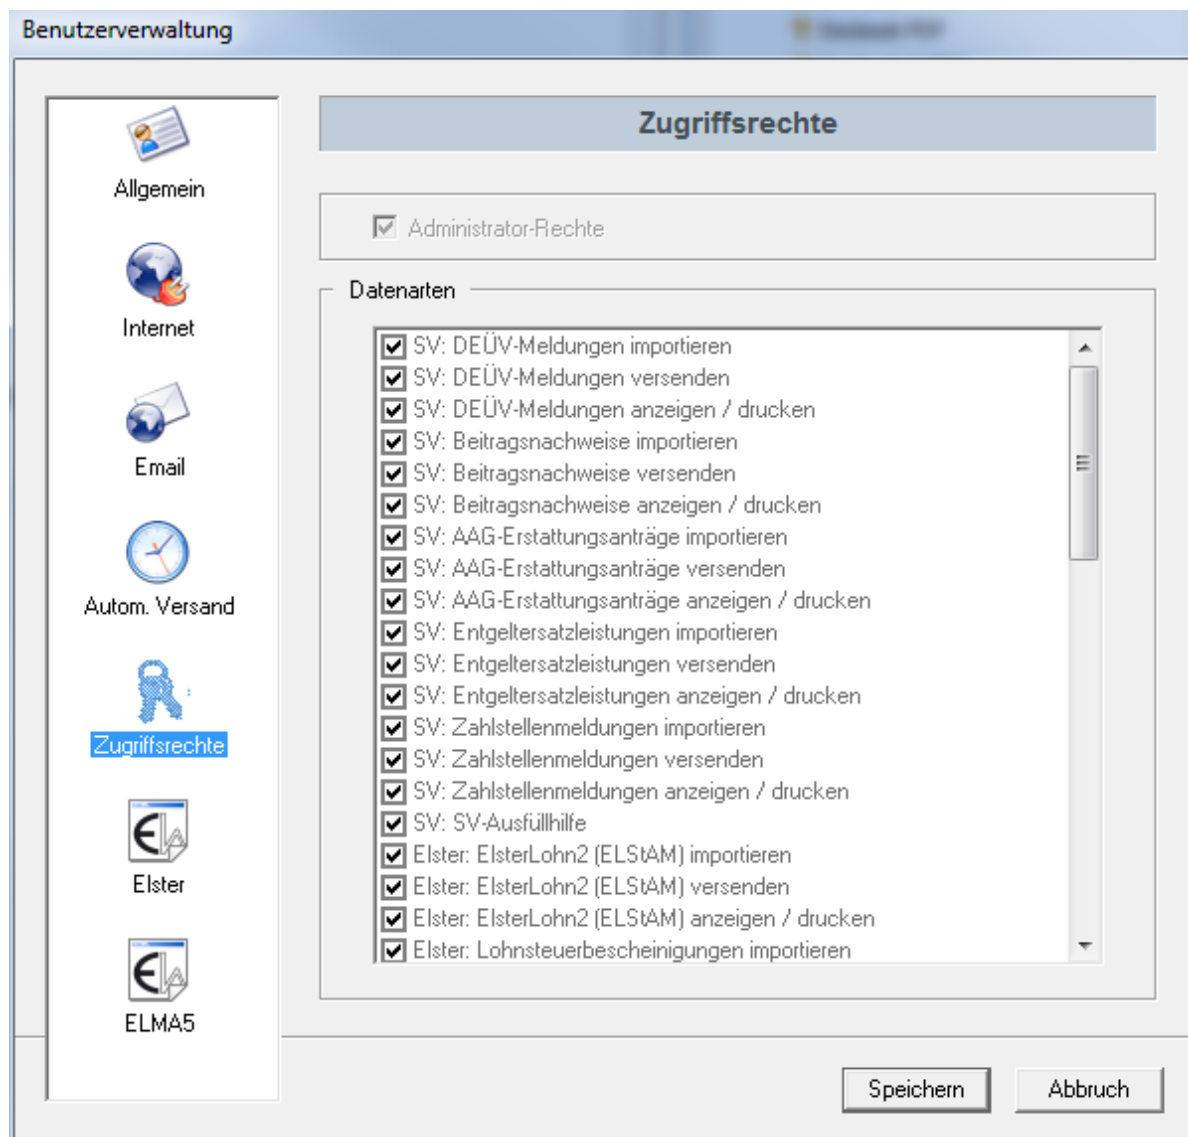 Benutzerverwaltung
Zugriffsrechte
Allgemein
Internet
Email
Autom. Versand
Zugriffsrechte
Elster
ELMA5
Administrator-Rechte
Datenarten
SV: DEÜV-Meldungen importieren
SV: DEÜV-Meldungen versenden
SV: DEÜV-Meldungen anzeigen / drucken
SV: Beitragsnachweise importieren
SV: Beitragsnachweise versenden
SV: Beitragsnachweise anzeigen / drucken
SV: AAG-Erstattungsanträge importieren
SV: AAG-Erstattungsanträge versenden
SV: AAG-Erstattungsanträge anzeigen / drucken
SV: Entgeltersatzleistungen importieren
SV: Entgeltersatzleistungen versenden
SV: Entgeltersatzleistungen anzeigen / drucken
SV: Zahlstellenmeldungen importieren
SV: Zahlstellenmeldungen versenden
SV: Zahlstellenmeldungen anzeigen / drucken
SV: SV-Ausfüllhilfe
Elster: ElsterLohn2 (ELStAM) importieren
Elster: ElsterLohn2 (ELStAM) versenden
Elster: ElsterLohn2 (ELStAM) anzeigen / drucken
Elster: Lohnsteuerbescheinigungen importieren
Speichern
Abbruch